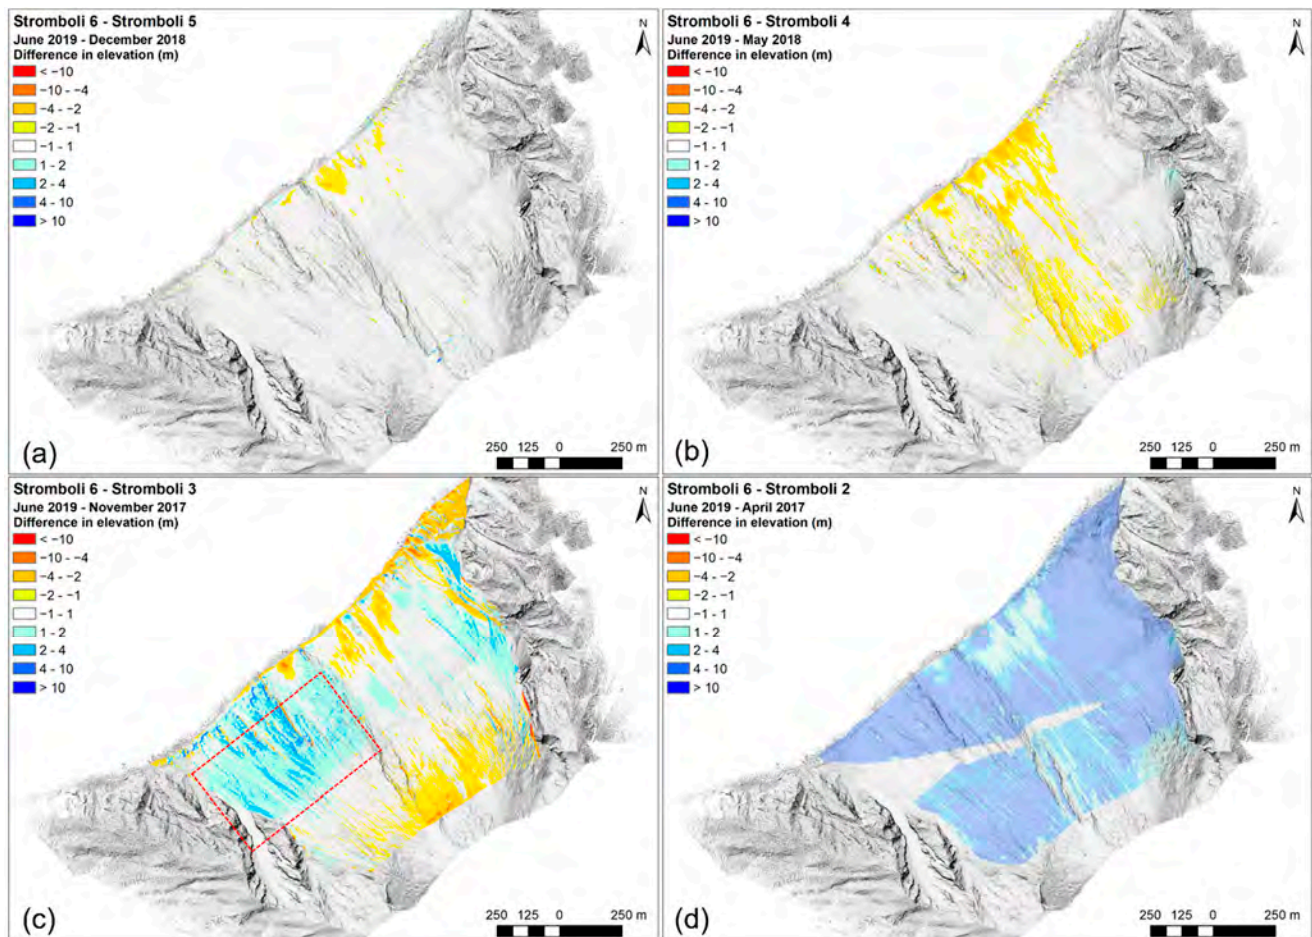 Stromboli 6 - Stromboli 5
June 2019 - December 2018
Difference in elevation (m)
< −10
−10 - −4
−4 - −2
−2 - −1
−1 - 1
1 - 2
2 - 4
4 - 10
> 10
N
(a)
250 125 0 250 m
Stromboli 6 - Stromboli 4
June 2019 - May 2018
Difference in elevation (m)
< −10
−10 - −4
−4 - −2
−2 - −1
−1 - 1
1 - 2
2 - 4
4 - 10
> 10
N
(b)
250 125 0 250 m
Stromboli 6 - Stromboli 3
June 2019 - November 2017
Difference in elevation (m)
< −10
−10 - −4
−4 - −2
−2 - −1
−1 - 1
1 - 2
2 - 4
4 - 10
> 10
N
(c)
250 125 0 250 m
Stromboli 6 - Stromboli 2
June 2019 - April 2017
Difference in elevation (m)
< −10
−10 - −4
−4 - −2
−2 - −1
−1 - 1
1 - 2
2 - 4
4 - 10
> 10
N
(d)
250 125 0 250 m